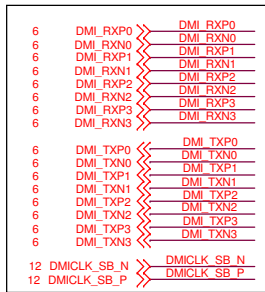 6 DMI_RXP0 DMI_RXP0
6 DMI_RXN0 DMI_RXN0
6 DMI_RXP1 DMI_RXP1
6 DMI_RXN1 DMI_RXN1
6 DMI_RXP2 DMI_RXP2
6 DMI_RXN2 DMI_RXN2
6 DMI_RXP3 DMI_RXP3
6 DMI_RXN3 DMI_RXN3
6 DMI_TXP0 DMI_TXP0
6 DMI_TXN0 DMI_TXN0
6 DMI_TXP1 DMI_TXP1
6 DMI_TXN1 DMI_TXN1
6 DMI_TXP2 DMI_TXP2
6 DMI_TXN2 DMI_TXN2
6 DMI_TXP3 DMI_TXP3
6 DMI_TXN3 DMI_TXN3
12 DMICLK_SB_N DMICLK_SB_N
12 DMICLK_SB_P DMICLK_SB_P